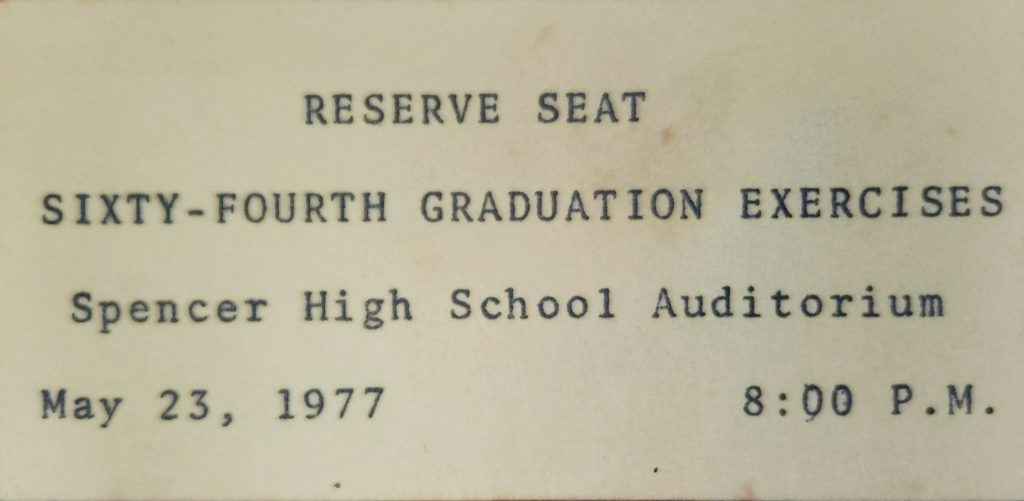 RESERVE SEAT
SIXTY-FOURTH GRADUATION EXERCISES
Spencer High School Auditorium
May 23, 1977 8:00 P.M.